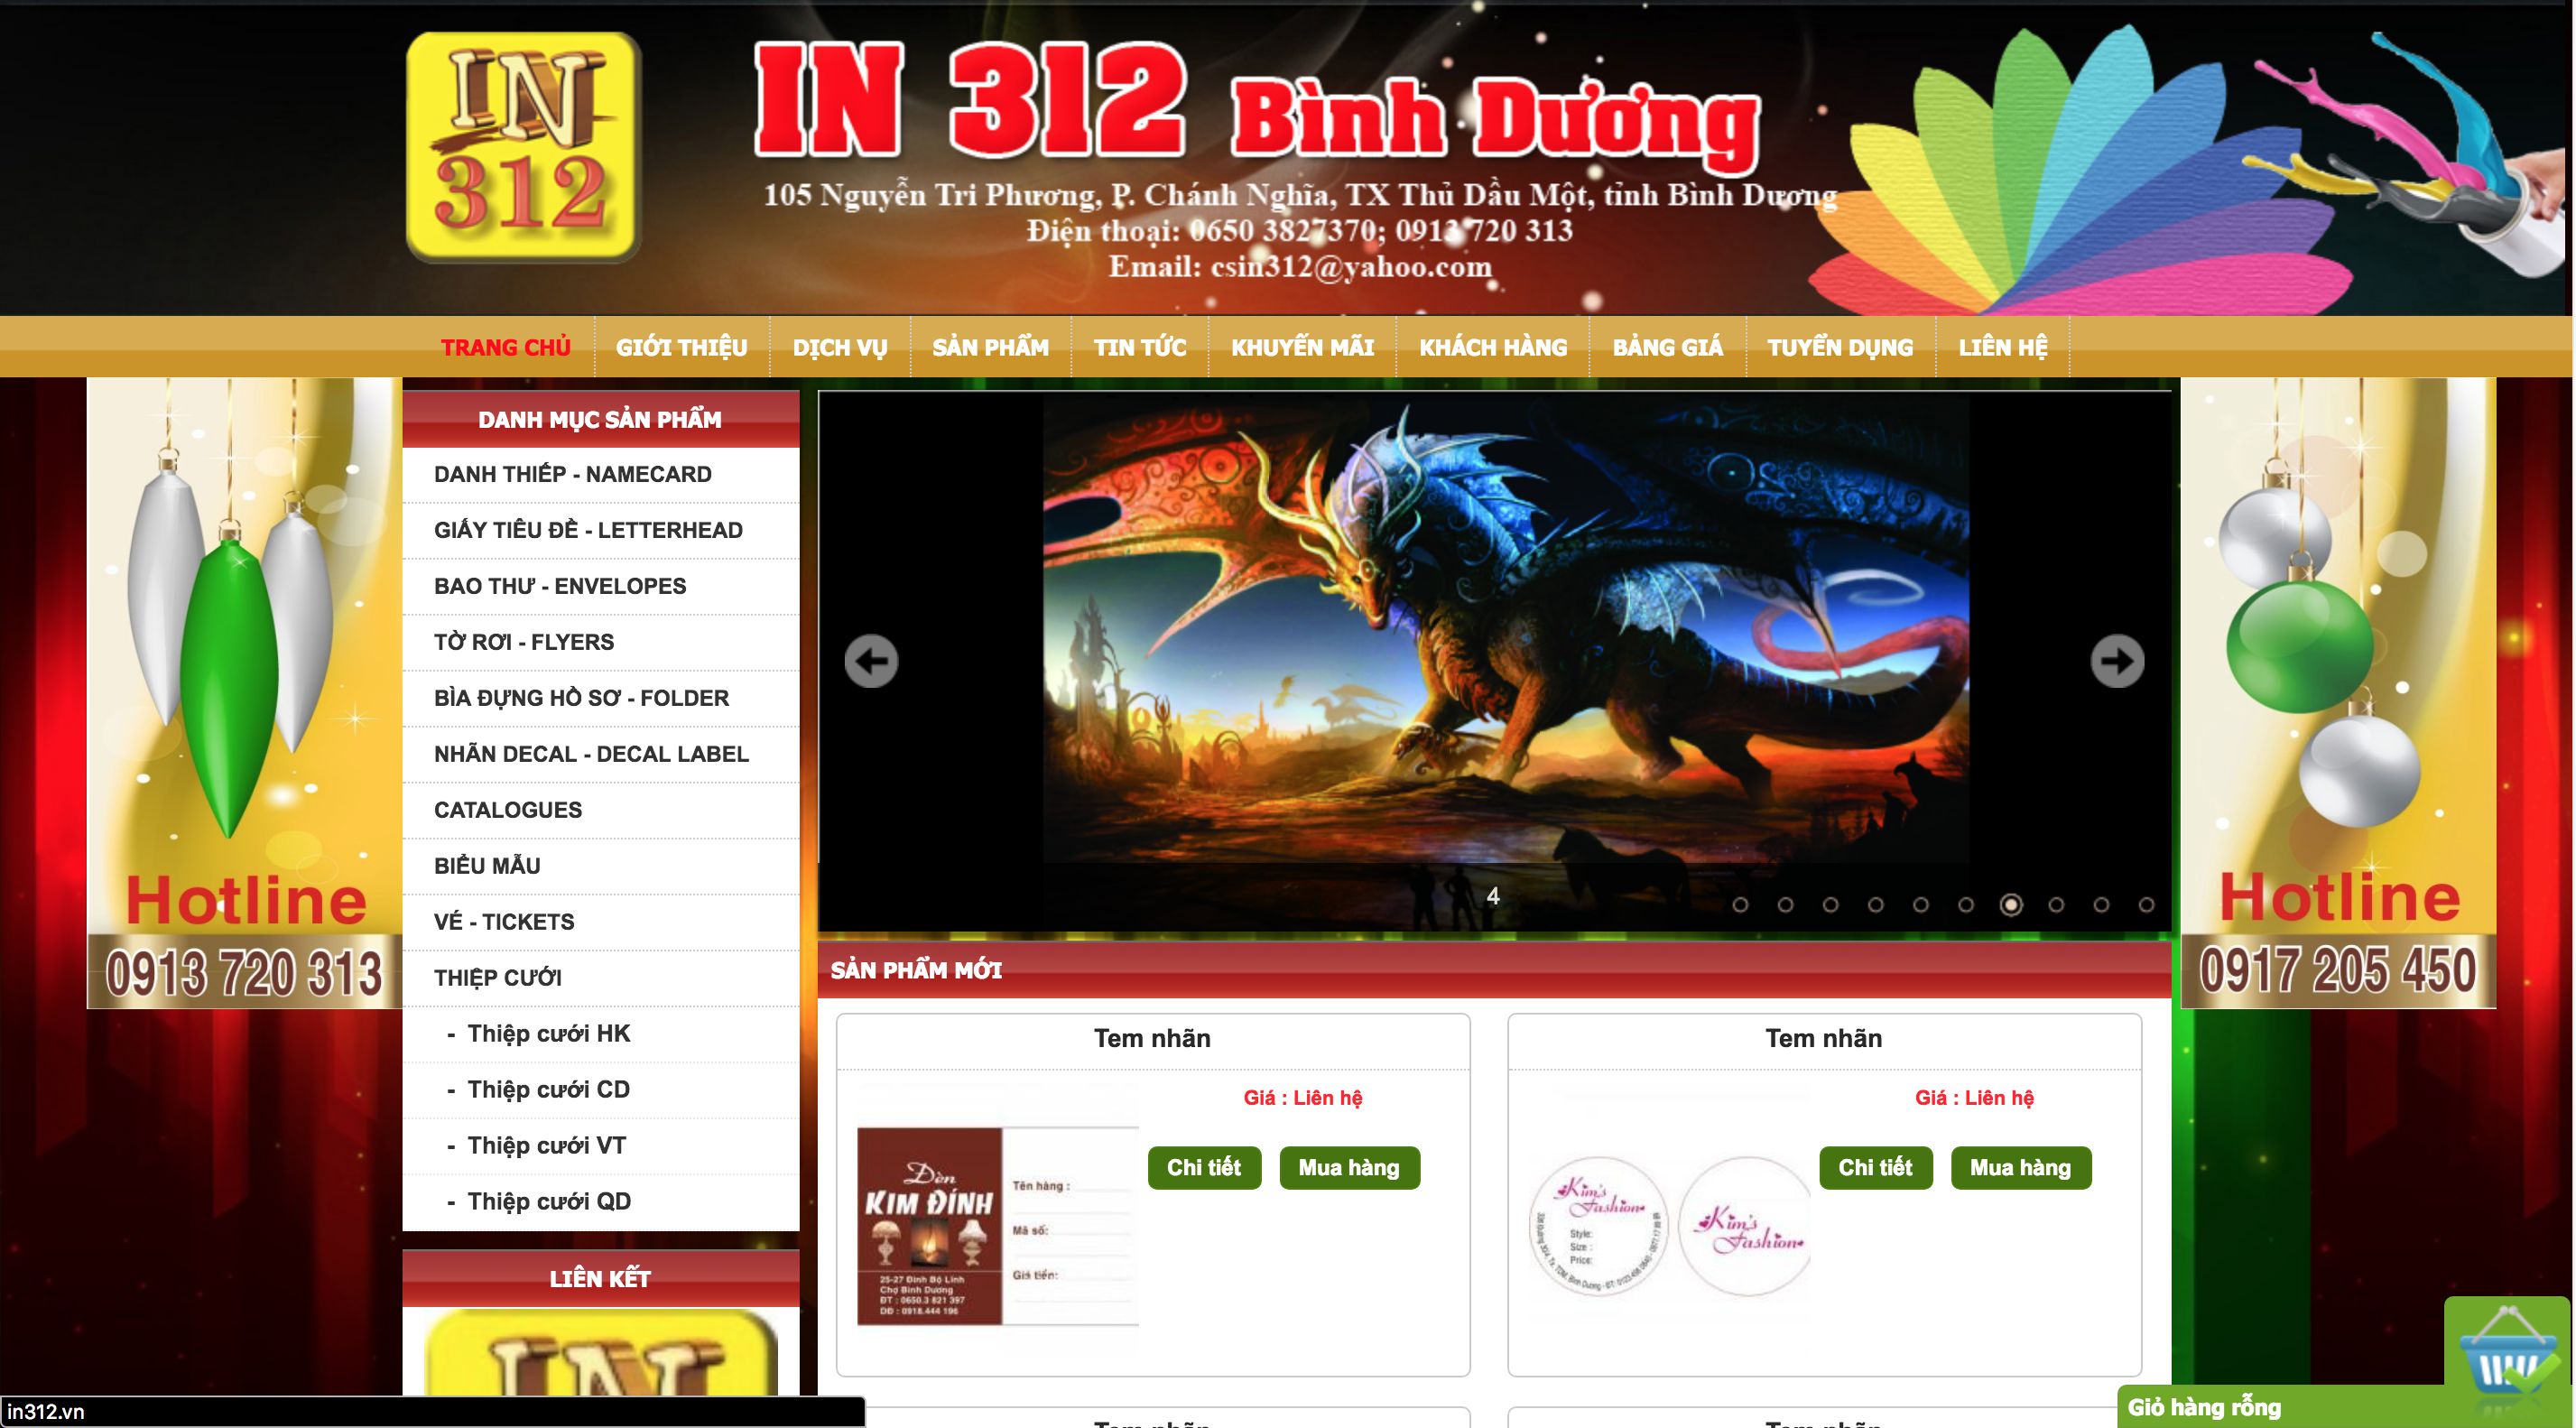 IN
312
IN 312 Bình Dương
105 Nguyễn Tri Phương, P. Chánh Nghĩa, TX Thủ Dầu Một, tỉnh Bình Dương
Điện thoại: 0650 3827370; 0913 720 313
Email: csin312@yahoo.com
TRANG CHỦ
GIỚI THIỆU
DỊCH VỤ
SẢN PHẨM
TIN TỨC
KHUYẾN MÃI
KHÁCH HÀNG
BẢNG GIÁ
TUYỂN DỤNG
LIÊN HỆ
Hotline
0913 720 313
DANH MỤC SẢN PHẨM
DANH THIẾP - NAMECARD
GIẤY TIÊU ĐỀ - LETTERHEAD
BAO THƯ - ENVELOPES
TỜ RƠI - FLYERS
BÌA ĐỰNG HỒ SƠ - FOLDER
NHÃN DECAL - DECAL LABEL
CATALOGUES
BIỂU MẪU
VÉ - TICKETS
THIỆP CƯỚI
- Thiệp cưới HK
- Thiệp cưới CD
- Thiệp cưới VT
- Thiệp cưới QD
LIÊN KẾT
IN
4
Hotline
0917 205 450
SẢN PHẨM MỚI
Tem nhãn
Giá : Liên hệ
Chi tiết
Mua hàng
Đèn
KIM ĐÍNH
25-27 Đinh Bộ Lĩnh
Chợ Bình Dương
ĐT : 0650.3 821 397
DĐ : 0918.444 196
Tên hàng :
Mã số:
Giá tiền:
Tem nhãn
Giá : Liên hệ
Chi tiết
Mua hàng
Kim's
Fashion
Style:
Size :
Price:
Kim's
Fashion
Tem nhãn
Tem nhãn
Giỏ hàng rỗng
in312.vn